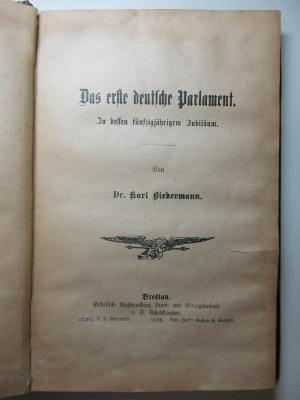 Das erste deutsche Parlament.
Zu dessen fünfzigjährigem Jubiläum.
Von
Dr. Karl Biedermann.
Breslau.
Schlesische Buchdruckerei, Kunst- und Verlagsanstalt
v. S. Schottlaender.
1898.